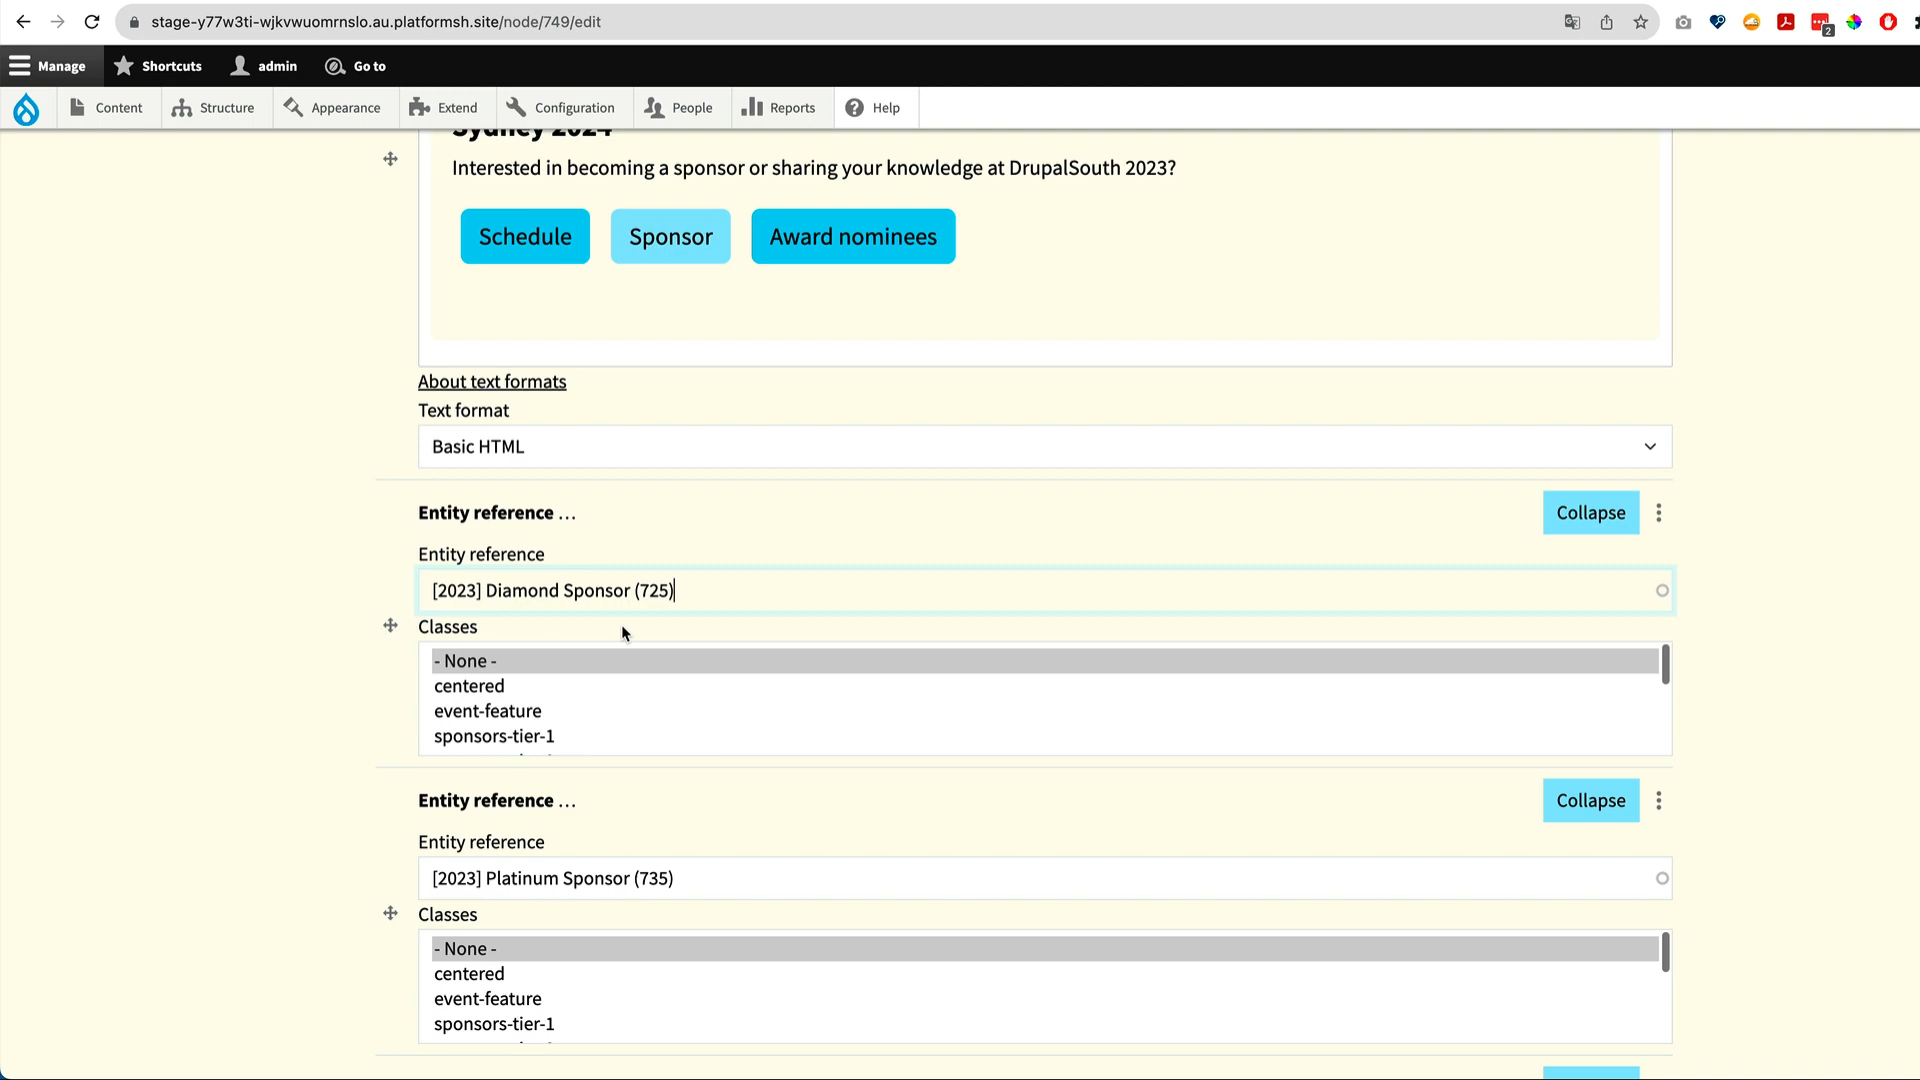 stage-y77w3ti-wjkvwuomrnslo.au.platformsh.site/node/749/edit
2
Manage Shortcuts admin Go to
Content Structure Appearance Extend Configuration People Reports Help
Sydney 2024
Interested in becoming a sponsor or sharing your knowledge at DrupalSouth 2023?
Schedule Sponsor Award nominees
About text formats
Text format
Basic HTML
Entity reference ... Collapse
Entity reference
[2023] Diamond Sponsor (725)
Classes
- None -
centered
event-feature
sponsors-tier-1
Entity reference ... Collapse
Entity reference
[2023] Platinum Sponsor (735)
Classes
- None -
centered
event-feature
sponsors-tier-1